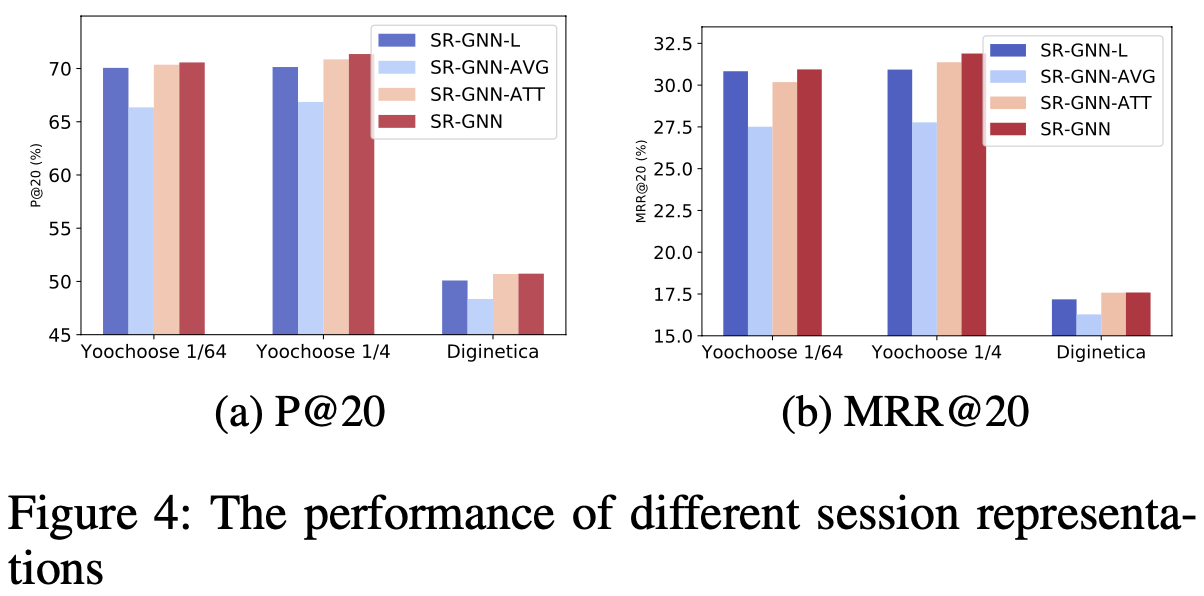 P@20 (%)
70
65
60
55
50
45
Yoochoose 1/64
Yoochoose 1/4
Diginetica
SR-GNN-L
SR-GNN-AVG
SR-GNN-ATT
SR-GNN
(a) P@20
MRR@20 (%)
32.5
30.0
27.5
25.0
22.5
20.0
17.5
15.0
Yoochoose 1/64
Yoochoose 1/4
Diginetica
SR-GNN-L
SR-GNN-AVG
SR-GNN-ATT
SR-GNN
(b) MRR@20
Figure 4: The performance of different session representa-
tions